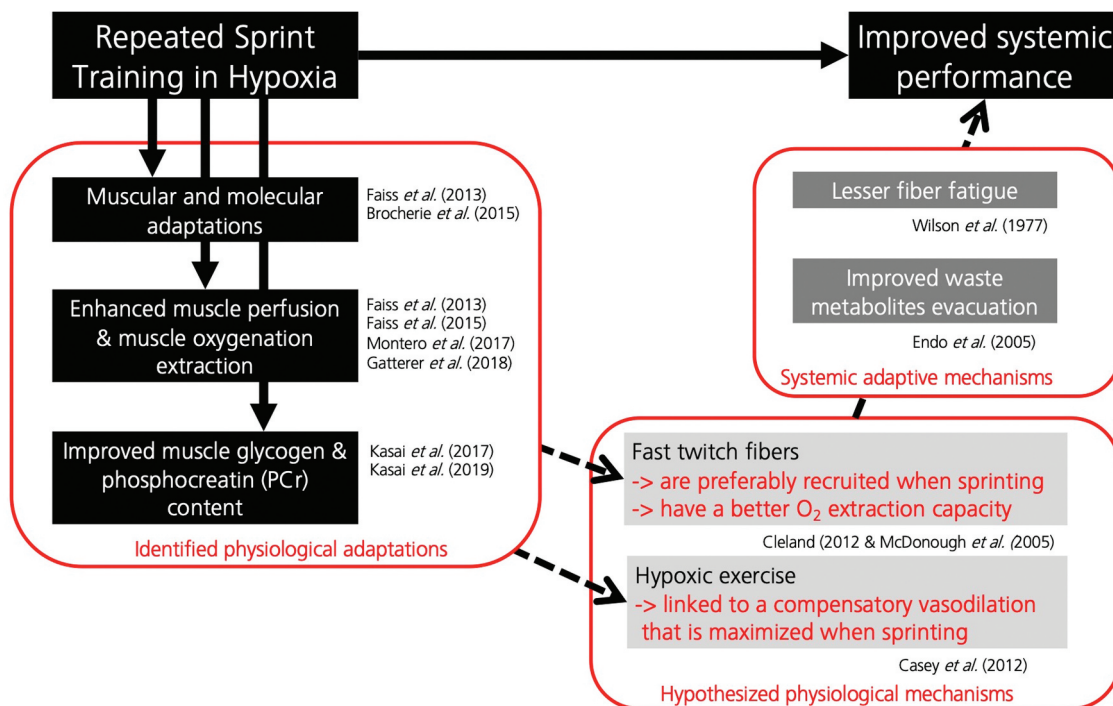 Repeated Sprint
Training in Hypoxia
Improved systemic
performance
Muscular and molecular
adaptations
Faiss et al. (2013)
Brocherie et al. (2015)
Enhanced muscle perfusion
& muscle oxygenation
extraction
Faiss et al. (2013)
Faiss et al. (2015)
Montero et al. (2017)
Gatterer et al. (2018)
Improved muscle glycogen &
phosphocreatin (PCr)
content
Kasai et al. (2017)
Kasai et al. (2019)
Identified physiological adaptations
Lesser fiber fatigue
Wilson et al. (1977)
Improved waste
metabolites evacuation
Endo et al. (2005)
Systemic adaptive mechanisms
Fast twitch fibers
-> are preferably recruited when sprinting
-> have a better O₂ extraction capacity
Cleland (2012 & McDonough et al. (2005)
Hypoxic exercise
-> linked to a compensatory vasodilation
that is maximized when sprinting
Casey et al. (2012)
Hypothesized physiological mechanisms